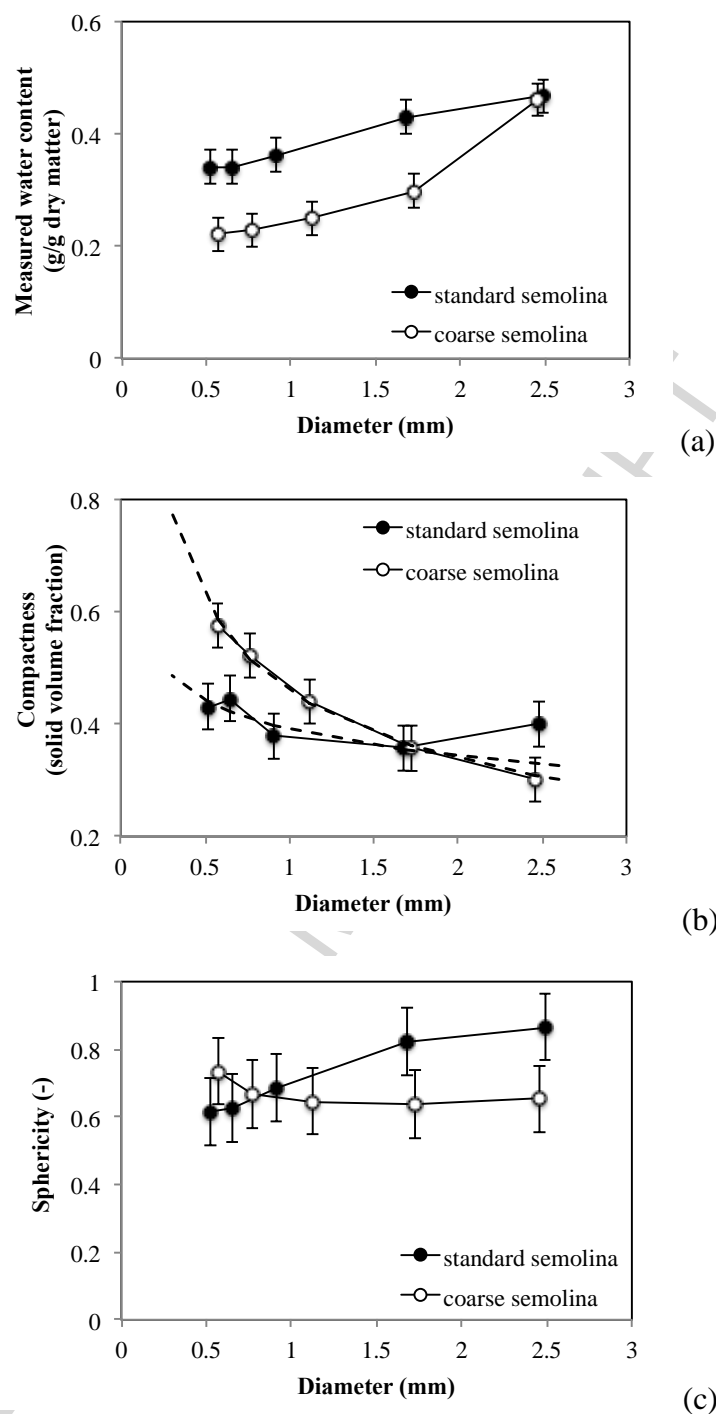 0.6
0.4
0.2
0
Measured water content
(g/g dry matter)
standard semolina
coarse semolina
0 0.5 1 1.5 2 2.5 3
Diameter (mm)
(a)
0.8
0.6
0.4
0.2
Compactness
(solid volume fraction)
standard semolina
coarse semolina
0 0.5 1 1.5 2 2.5 3
Diameter (mm)
(b)
1
0.8
0.6
0.4
0.2
0
Sphericity (-)
standard semolina
coarse semolina
0 0.5 1 1.5 2 2.5 3
Diameter (mm)
(c)